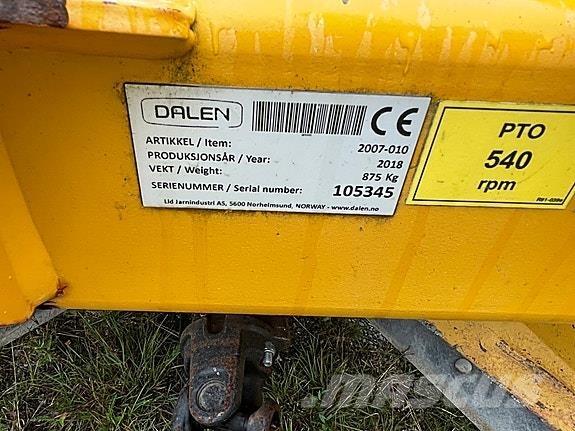 DALEN
CE
ARTIKKEL / Item: 2007-010
PRODUKSJONSÅR / Year: 2018
VEKT / Weight: 875 Kg
SERIENUMMER / Serial number: 105345
Lid Jarnindustri AS, 5600 Norheimsund, NORWAY - www.dalen.no
PTO
540
rpm
MASCUS